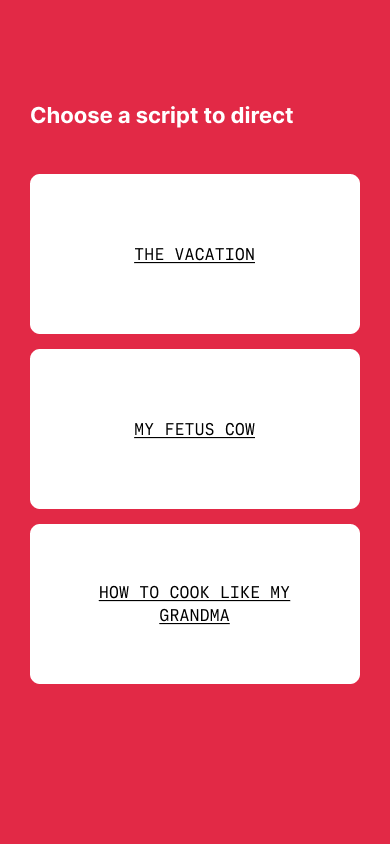 Choose a script to direct
THE VACATION
MY FETUS COW
HOW TO COOK LIKE MY
GRANDMA